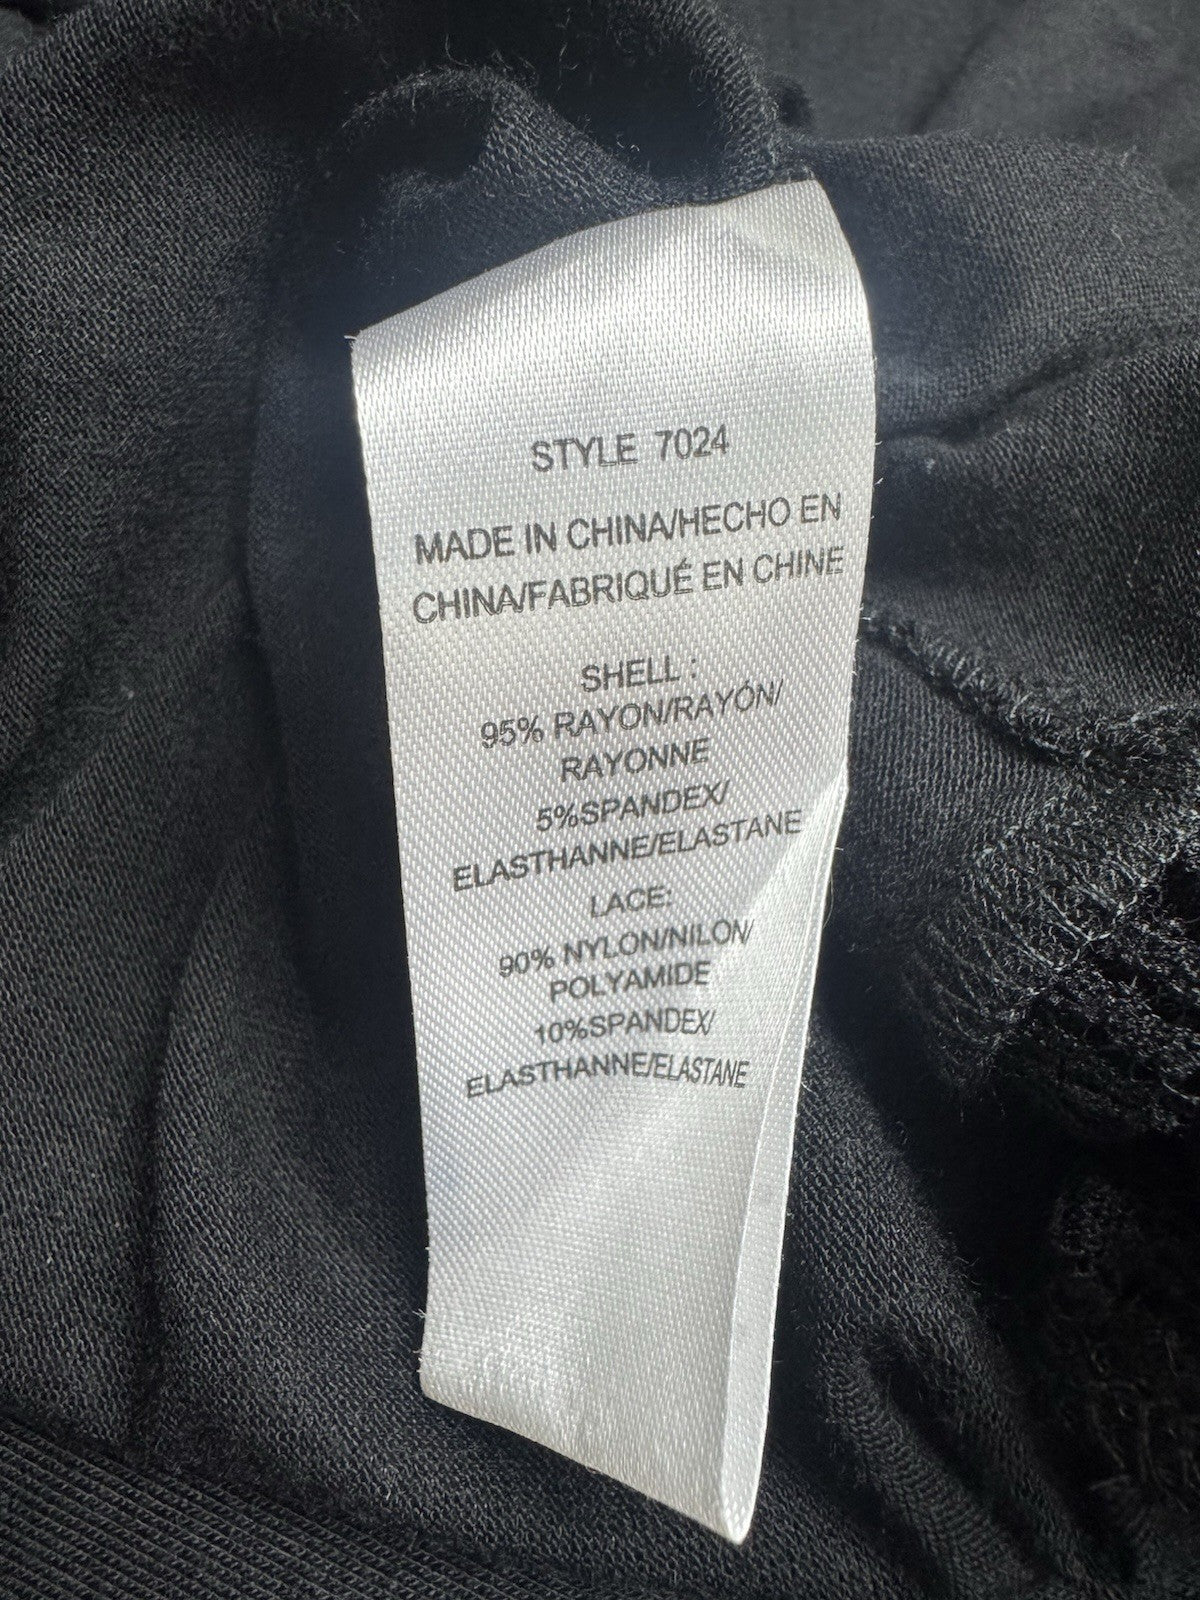 STYLE 7024
MADE IN CHINA/HECHO EN
CHINA/FABRIQUÉ EN CHINE
SHELL :
95% RAYON/RAYÓN/
RAYONNE
5%SPANDEX/
ELASTHANNE/ELASTANE
LACE:
90% NYLON/NILON/
POLYAMIDE
10%SPANDEX/
ELASTHANNE/ELASTANE